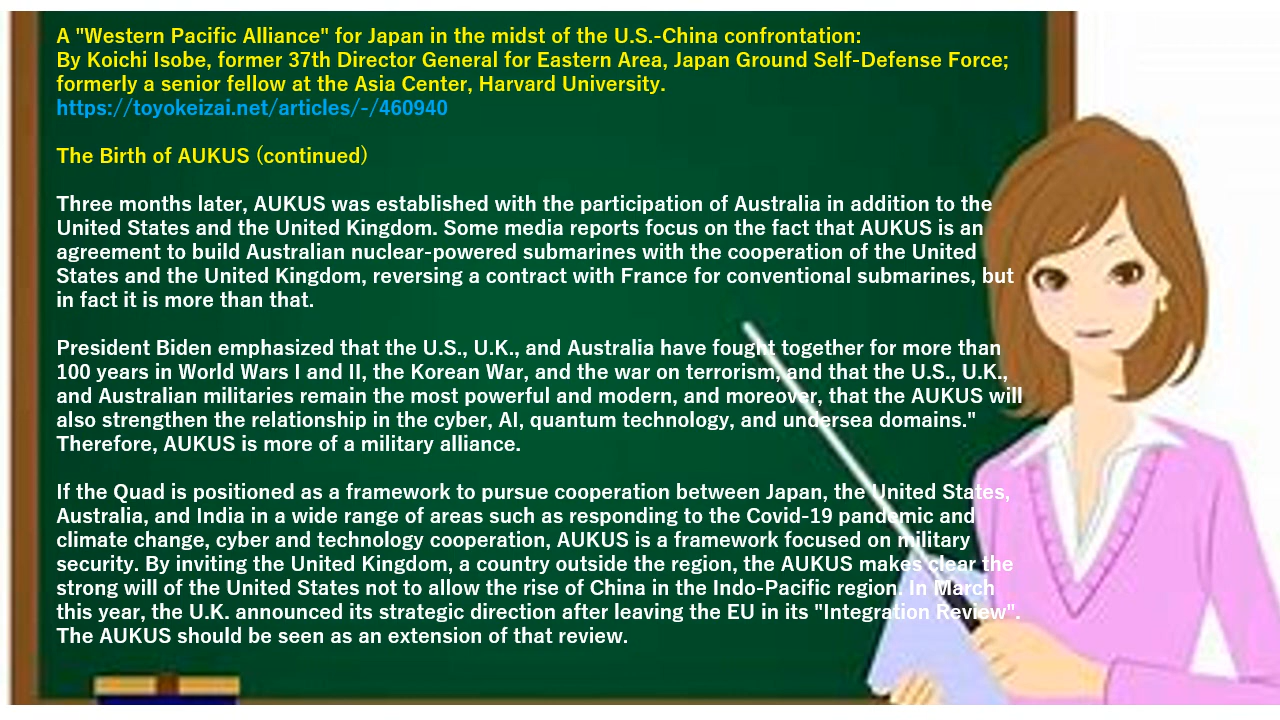 A "Western Pacific Alliance" for Japan in the midst of the U.S.-China confrontation:
By Koichi Isobe, former 37th Director General for Eastern Area, Japan Ground Self-Defense Force;
formerly a senior fellow at the Asia Center, Harvard University.
https://toyokeizai.net/articles/-/460940
The Birth of AUKUS (continued)
Three months later, AUKUS was established with the participation of Australia in addition to the
United States and the United Kingdom. Some media reports focus on the fact that AUKUS is an
agreement to build Australian nuclear-powered submarines with the cooperation of the United
States and the United Kingdom, reversing a contract with France for conventional submarines, but
in fact it is more than that.
President Biden emphasized that the U.S., U.K., and Australia have fought together for more than
100 years in World Wars I and II, the Korean War, and the war on terrorism, and that the U.S., U.K.,
and Australian militaries remain the most powerful and modern, and moreover, that the AUKUS will
also strengthen the relationship in the cyber, AI, quantum technology, and undersea domains."
Therefore, AUKUS is more of a military alliance.
If the Quad is positioned as a framework to pursue cooperation between Japan, the United States,
Australia, and India in a wide range of areas such as responding to the Covid-19 pandemic and
climate change, cyber and technology cooperation, AUKUS is a framework focused on military
security. By inviting the United Kingdom, a country outside the region, the AUKUS makes clear the
strong will of the United States not to allow the rise of China in the Indo-Pacific region. In March
this year, the U.K. announced its strategic direction after leaving the EU in its "Integration Review".
The AUKUS should be seen as an extension of that review.